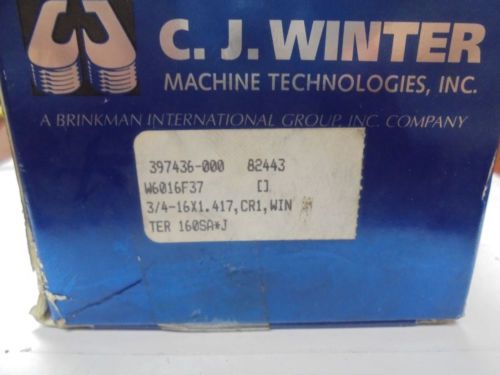 C. J. WINTER
MACHINE TECHNOLOGIES, INC.
A BRINKMAN INTERNATIONAL GROUP, INC. COMPANY
397436-000 82443
W6016F37 []
3/4-16X1.417,CR1,WIN
TER 160SA*J